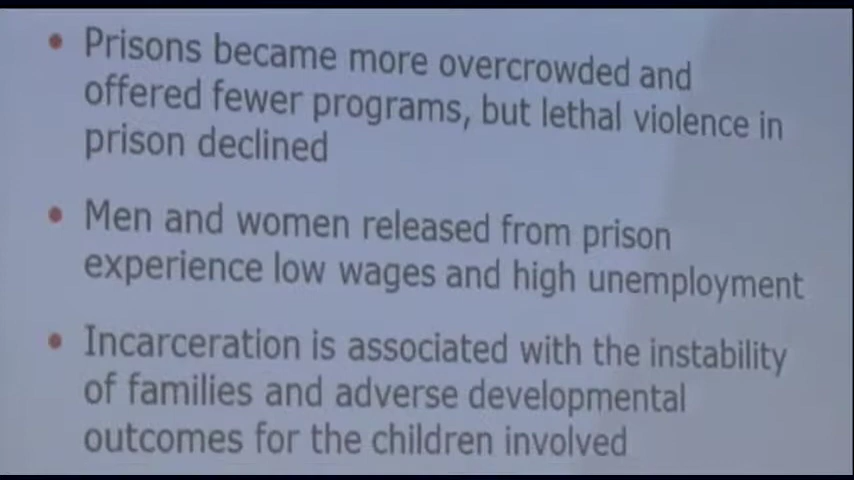 • Prisons became more overcrowded and
offered fewer programs, but lethal violence in
prison declined
• Men and women released from prison
experience low wages and high unemployment
• Incarceration is associated with the instability
of families and adverse developmental
outcomes for the children involved